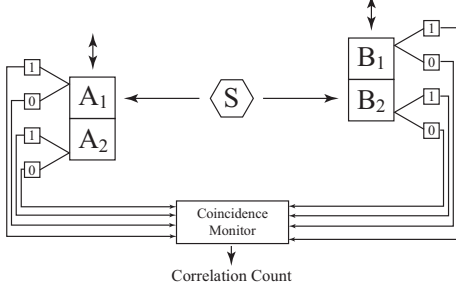 1
0
1
0
A1
A2
S
B1
B2
1
0
1
0
Coincidence
Monitor
Correlation Count